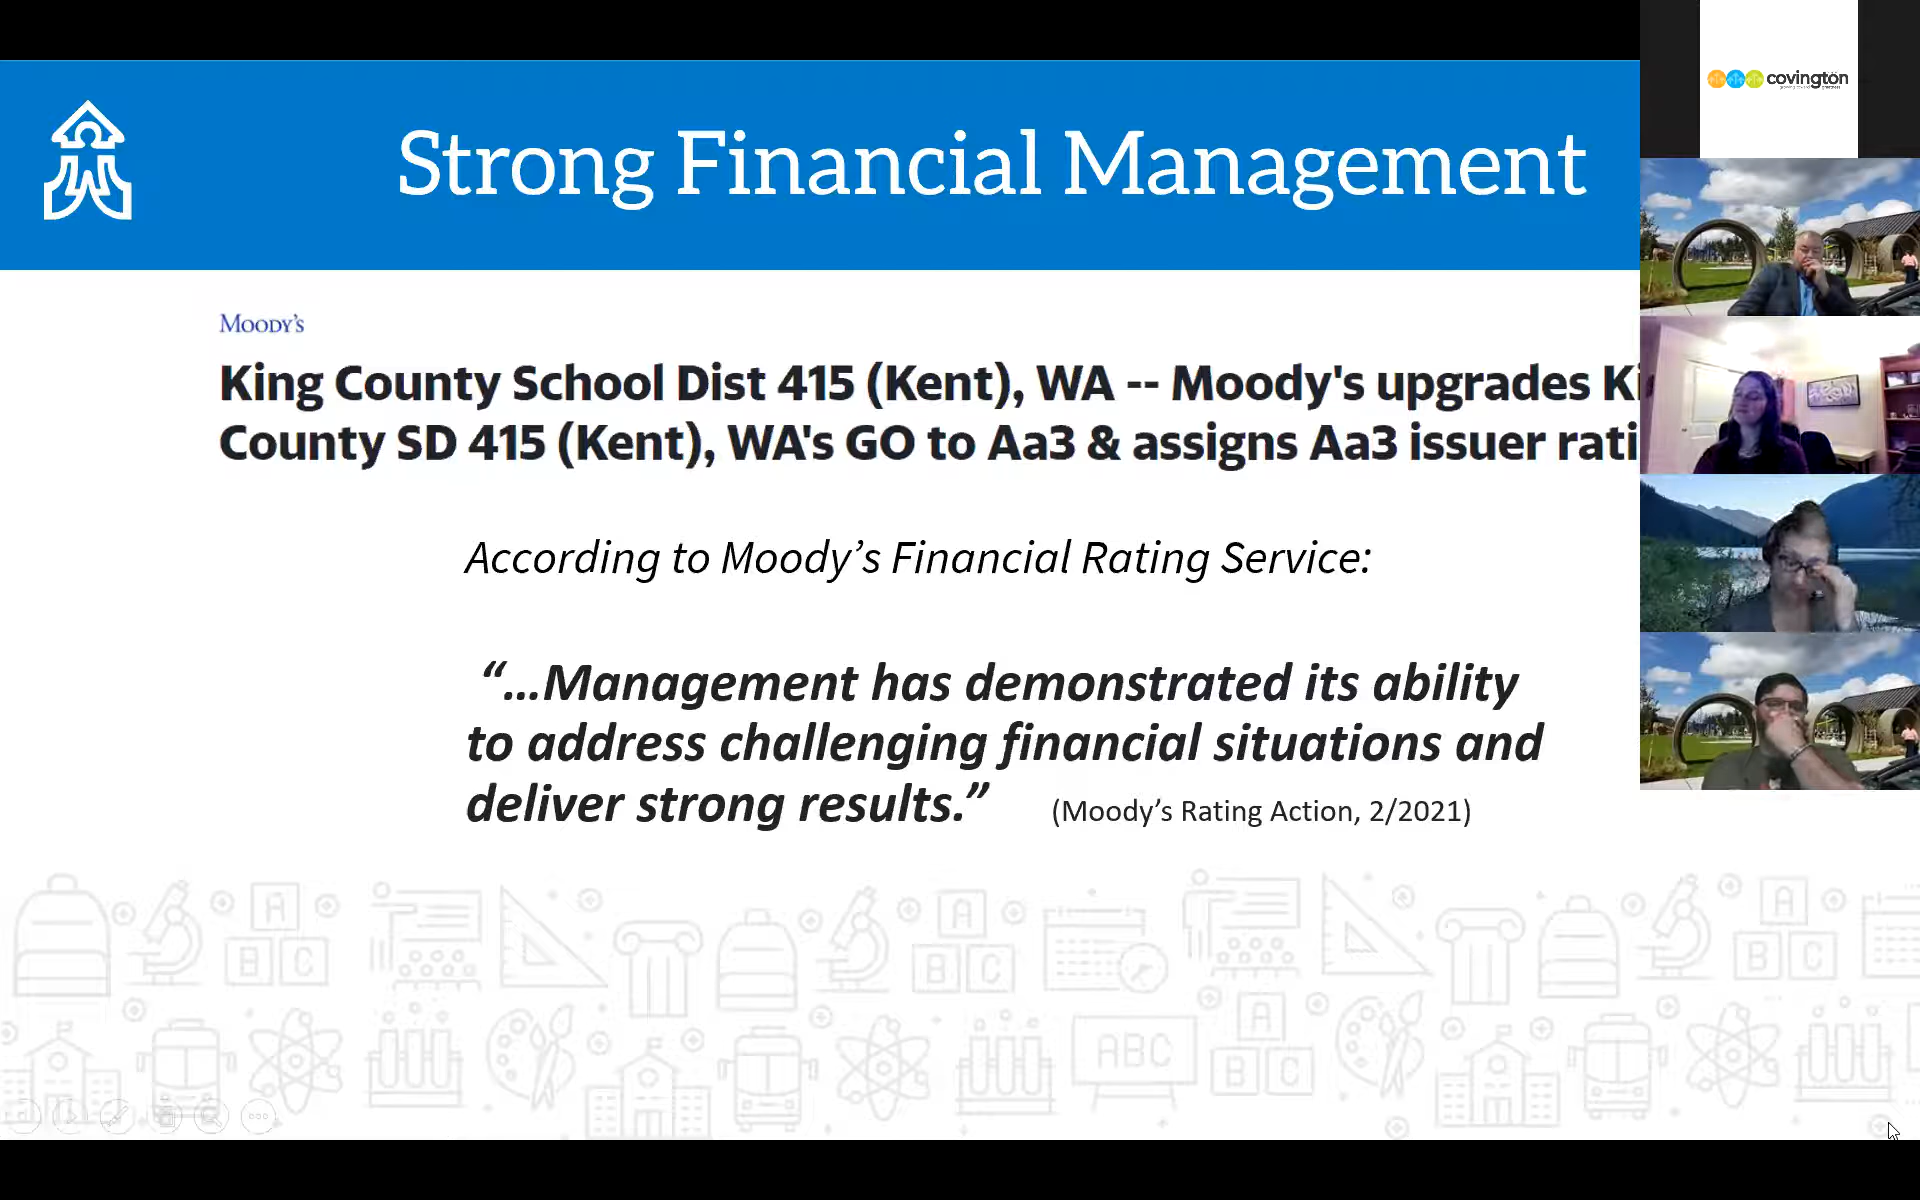 Strong Financial Management
covington
MOODY'S
King County School Dist 415 (Kent), WA -- Moody's upgrades Ki
County SD 415 (Kent), WA's GO to Aa3 & assigns Aa3 issuer rati
According to Moody’s Financial Rating Service:
“…Management has demonstrated its ability
to address challenging financial situations and
deliver strong results.” (Moody’s Rating Action, 2/2021)
A
B C
A
B C
A
B C
ABC
A
B C